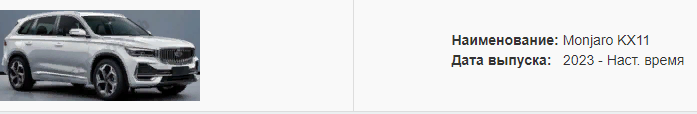 Наименование: Monjaro KX11
Дата выпуска: 2023 - Наст. время